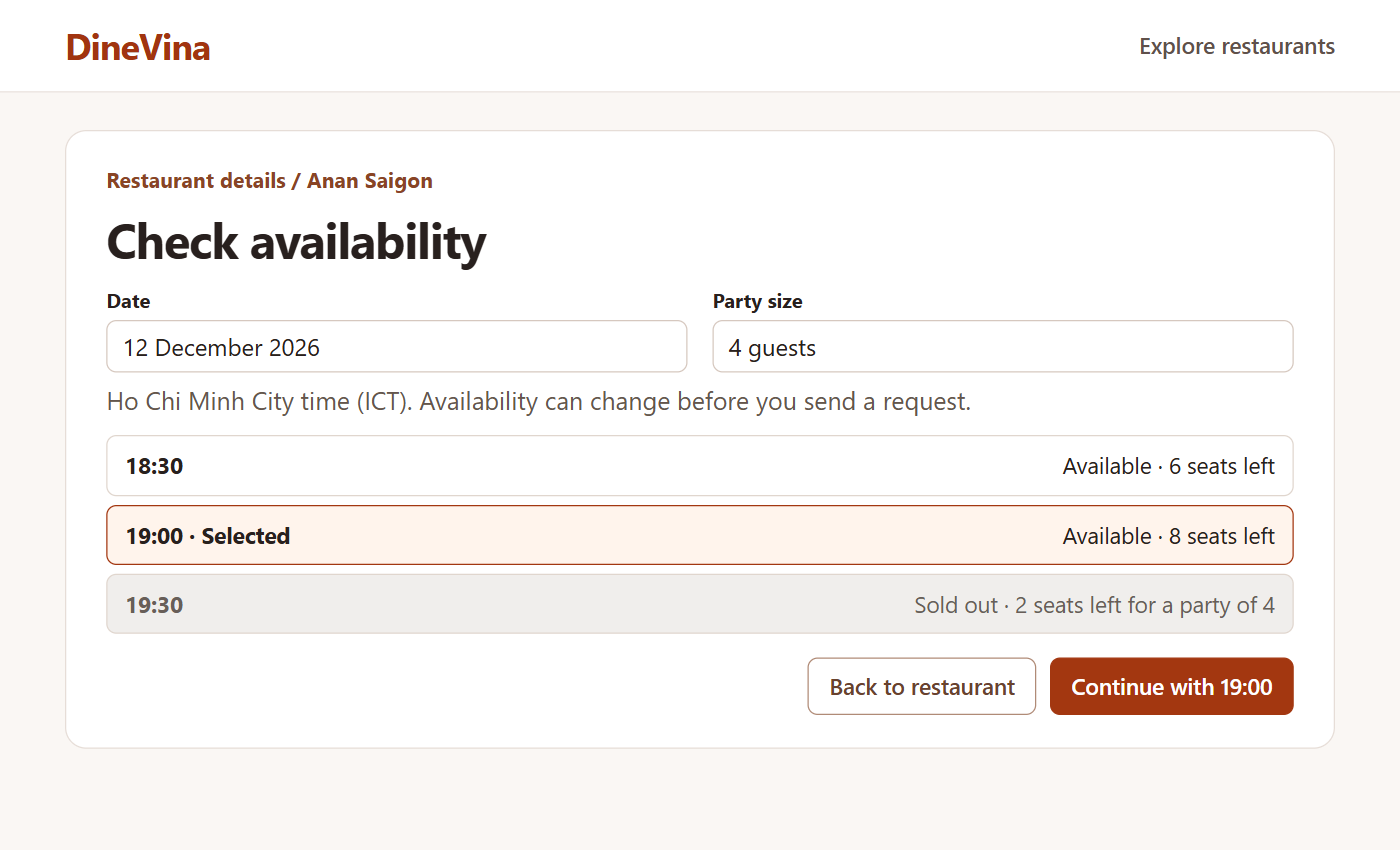 DineVina
Explore restaurants
Restaurant details / Anan Saigon
Check availability
Date
Party size
12 December 2026
4 guests
Ho Chi Minh City time (ICT). Availability can change before you send a request.
18:30
Available · 6 seats left
19:00 · Selected
Available · 8 seats left
19:30
Sold out · 2 seats left for a party of 4
Back to restaurant
Continue with 19:00